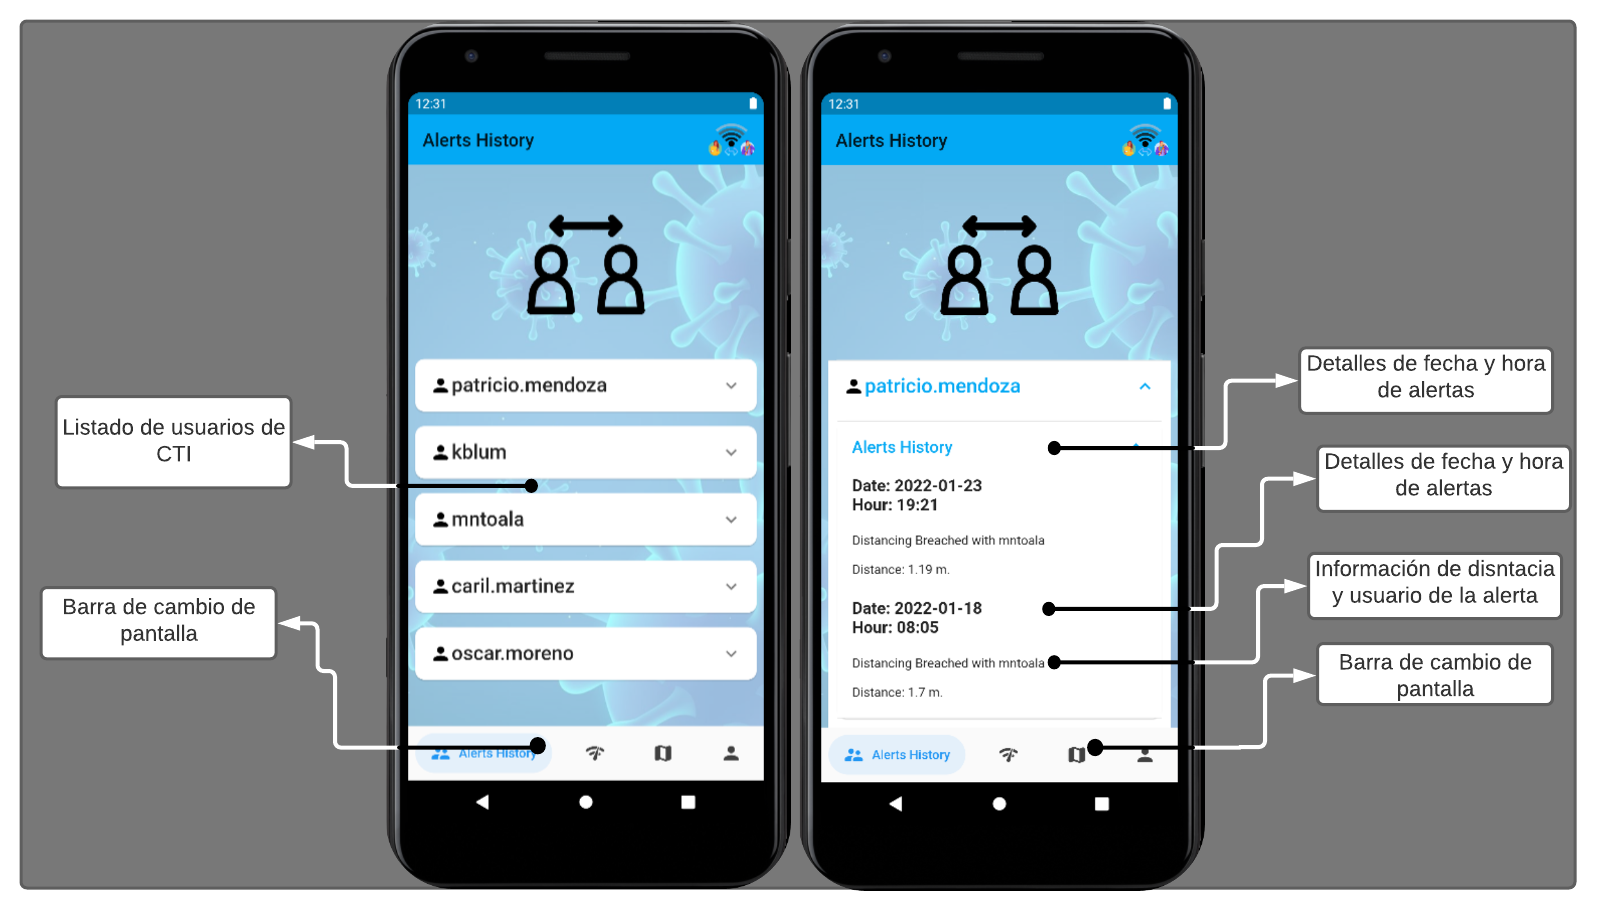 12:31
Alerts History
patricio.mendoza
kblum
mntoala
caril.martinez
oscar.moreno
Alerts History
Listado de usuarios de
CTI
Barra de cambio de
pantalla
12:31
Alerts History
patricio.mendoza
Alerts History
Date: 2022-01-23
Hour: 19:21
Distancing Breached with mntoala
Distance: 1.19 m.
Date: 2022-01-18
Hour: 08:05
Distancing Breached with mntoala
Distance: 1.7 m.
Alerts History
Detalles de fecha y hora
de alertas
Detalles de fecha y hora
de alertas
Información de disntacia
y usuario de la alerta
Barra de cambio de
pantalla